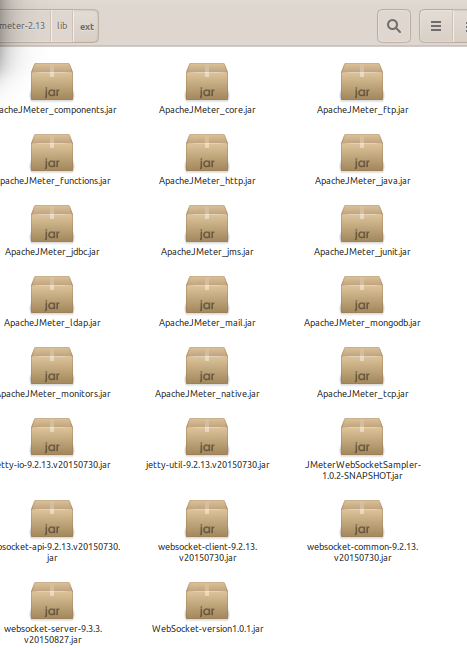 meter-2.13 lib ext
jar jar jar
acheJMeter_components.jar ApacheJMeter_core.jar ApacheJMeter_ftp.jar
jar jar jar
pacheJMeter_functions.jar ApacheJMeter_http.jar ApacheJMeter_java.jar
jar jar jar
ApacheJMeter_jdbc.jar ApacheJMeter_jms.jar ApacheJMeter_junit.jar
jar jar jar
ApacheJMeter_ldap.jar ApacheJMeter_mail.jar ApacheJMeter_mongodb.jar
jar jar jar
pacheJMeter_monitors.jar ApacheJMeter_native.jar ApacheJMeter_tcp.jar
jar jar jar
etty-io-9.2.13.v20150730.jar jetty-util-9.2.13.v20150730.jar JMeterWebSocketSampler-
1.0.2-SNAPSHOT.jar
jar jar jar
bsocket-api-9.2.13.v20150730. websocket-client-9.2.13. websocket-common-9.2.13.
jar v20150730.jar v20150730.jar
jar jar
websocket-server-9.3.3. WebSocket-version1.0.1.jar
v20150827.jar